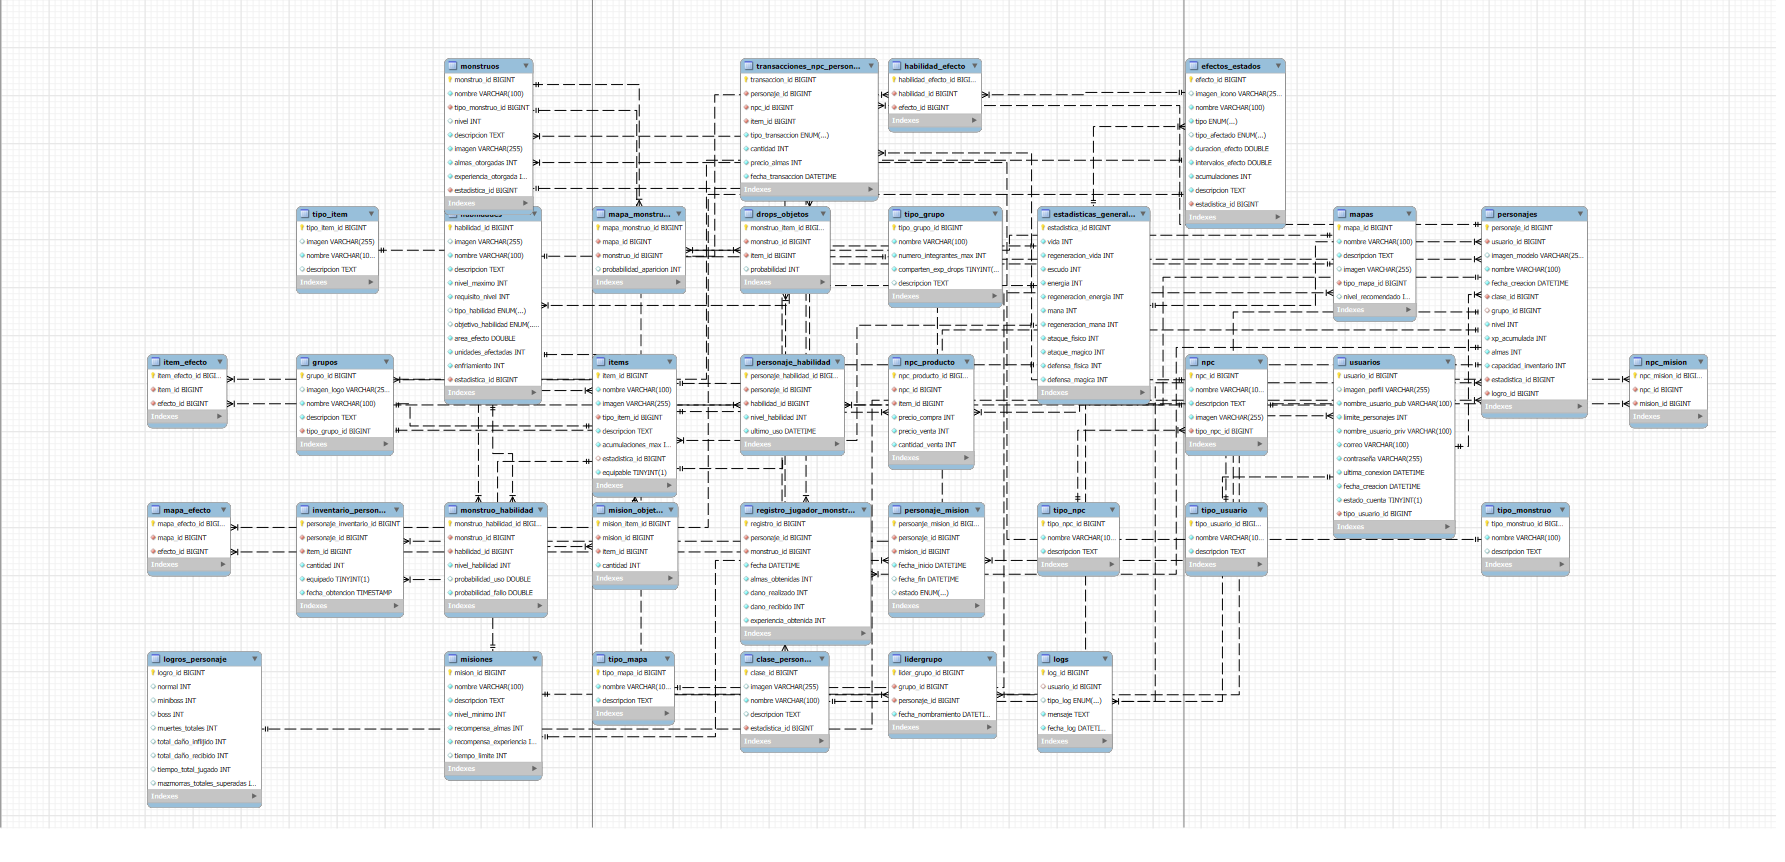 monstruos
monstruo_id BIGINT
nombre VARCHAR(100)
tipo_monstruo_id BIGINT
nivel INT
descripcion TEXT
imagen VARCHAR(255)
almas_otorgadas INT
experiencia_otorgada I...
estadistica_id BIGINT
Indexes
transacciones_npc_person...
transaccion_id BIGINT
personaje_id BIGINT
npc_id BIGINT
item_id BIGINT
tipo_transaccion ENUM(...)
cantidad INT
precio_almas INT
fecha_transaccion DATETIME
Indexes
habilidad_efecto
habilidad_efecto_id BIGI...
habilidad_id BIGINT
efecto_id BIGINT
Indexes
efectos_estados
efecto_id BIGINT
imagen_icono VARCHAR(25...
nombre VARCHAR(100)
tipo ENUM(...)
tipo_afectado ENUM(...)
duracion_efecto DOUBLE
intervalos_efecto DOUBLE
acumulaciones INT
descripcion TEXT
estadistica_id BIGINT
Indexes
tipo_item
tipo_item_id BIGINT
imagen VARCHAR(255)
nombre VARCHAR(10...
descripcion TEXT
Indexes
habilidades
habilidad_id BIGINT
imagen VARCHAR(255)
nombre VARCHAR(100)
descripcion TEXT
nivel_maximo INT
requisito_nivel INT
tipo_habilidad ENUM(...)
objetivo_habilidad ENUM(...
area_efecto DOUBLE
unidades_afectadas INT
enfriamiento INT
estadistica_id BIGINT
Indexes
mapa_monstru...
mapa_monstruo_id BIGINT
mapa_id BIGINT
monstruo_id BIGINT
probabilidad_aparicion INT
Indexes
drops_objetos
monstruo_item_id BIGI...
monstruo_id BIGINT
item_id BIGINT
probabilidad INT
Indexes
tipo_grupo
tipo_grupo_id BIGINT
nombre VARCHAR(100)
numero_integrantes_max INT
comparten_exp_drops TINYINT(...
descripcion TEXT
Indexes
estadisticas_general...
estadistica_id BIGINT
vida INT
regeneracion_vida INT
escudo INT
energia INT
regeneracion_energia INT
mana INT
regeneracion_mana INT
ataque_fisico INT
ataque_magico INT
defensa_fisica INT
defensa_magica INT
Indexes
mapas
mapa_id BIGINT
nombre VARCHAR(100)
descripcion TEXT
imagen VARCHAR(255)
tipo_mapa_id BIGINT
nivel_recomendado I...
Indexes
personajes
personaje_id BIGINT
usuario_id BIGINT
imagen_modelo VARCHAR(25...
nombre VARCHAR(100)
fecha_creacion DATETIME
clase_id BIGINT
grupo_id BIGINT
nivel INT
xp_acumulada INT
almas INT
capacidad_inventario INT
estadistica_id BIGINT
logro_id BIGINT
Indexes
item_efecto
item_efecto_id BIGI...
item_id BIGINT
efecto_id BIGINT
Indexes
grupos
grupo_id BIGINT
imagen_logo VARCHAR(25...
nombre VARCHAR(100)
descripcion TEXT
tipo_grupo_id BIGINT
Indexes
items
item_id BIGINT
nombre VARCHAR(100)
imagen VARCHAR(255)
tipo_item_id BIGINT
descripcion TEXT
acumulaciones_max I...
estadistica_id BIGINT
equipable TINYINT(1)
Indexes
personaje_habilidad
personaje_habilidad_id BIGI...
personaje_id BIGINT
habilidad_id BIGINT
nivel_habilidad INT
ultimo_uso DATETIME
Indexes
npc_producto
npc_producto_id BIGI...
npc_id BIGINT
item_id BIGINT
precio_compra INT
precio_venta INT
cantidad_venta INT
Indexes
npc
npc_id BIGINT
nombre VARCHAR(10...
descripcion TEXT
imagen VARCHAR(255)
tipo_npc_id BIGINT
Indexes
usuarios
usuario_id BIGINT
imagen_perfil VARCHAR(255)
nombre_usuario_pub VARCHAR(100)
limite_personajes INT
nombre_usuario_priv VARCHAR(100)
correo VARCHAR(100)
contraseña VARCHAR(255)
ultima_conexion DATETIME
fecha_creacion DATETIME
estado_cuenta TINYINT(1)
tipo_usuario_id BIGINT
Indexes
npc_mision
npc_mision_id BIGI...
npc_id BIGINT
mision_id BIGINT
Indexes
mapa_efecto
mapa_efecto_id BIGI...
mapa_id BIGINT
efecto_id BIGINT
Indexes
inventario_person...
personaje_inventario_id BIGINT
personaje_id BIGINT
item_id BIGINT
cantidad INT
equipado TINYINT(1)
fecha_obtencion TIMESTAMP
Indexes
monstruo_habilidad
monstruo_habilidad_id BIGINT
monstruo_id BIGINT
habilidad_id BIGINT
nivel_habilidad INT
probabilidad_uso DOUBLE
probabilidad_fallo DOUBLE
Indexes
mision_objet...
mision_item_id BIGINT
mision_id BIGINT
item_id BIGINT
cantidad INT
Indexes
registro_jugador_monstr...
registro_id BIGINT
personaje_id BIGINT
monstruo_id BIGINT
fecha DATETIME
almas_obtenidas INT
dano_realizado INT
dano_recibido INT
experiencia_obtenida INT
Indexes
personaje_mision
persoanje_mision_id BIGI...
personaje_id BIGINT
mision_id BIGINT
fecha_inicio DATETIME
fecha_fin DATETIME
estado ENUM(...)
Indexes
tipo_npc
tipo_npc_id BIGINT
nombre VARCHAR(10...
descripcion TEXT
Indexes
tipo_usuario
tipo_usuario_id BIGI...
nombre VARCHAR(10...
descripcion TEXT
Indexes
tipo_monstruo
tipo_monstruo_id BIGINT
nombre VARCHAR(100)
descripcion TEXT
Indexes
logros_personaje
logro_id BIGINT
normal INT
miniboss INT
boss INT
muertes_totales INT
total_daño_inflijido INT
total_daño_recibido INT
tiempo_total_jugado INT
mazmorras_totales_superadas I...
Indexes
misiones
mision_id BIGINT
nombre VARCHAR(100)
descripcion TEXT
nivel_minimo INT
recompensa_almas INT
recompensa_experiencia I...
tiempo_limite INT
Indexes
tipo_mapa
tipo_mapa_id BIGINT
nombre VARCHAR(10...
descripcion TEXT
Indexes
clase_person...
clase_id BIGINT
imagen VARCHAR(255)
nombre VARCHAR(100)
descripcion TEXT
estadistica_id BIGINT
Indexes
lidergrupo
lider_grupo_id BIGINT
grupo_id BIGINT
personaje_id BIGINT
fecha_nombramiento DATETI...
Indexes
logs
log_id BIGINT
usuario_id BIGINT
tipo_log ENUM(...)
mensaje TEXT
fecha_log DATETI...
Indexes